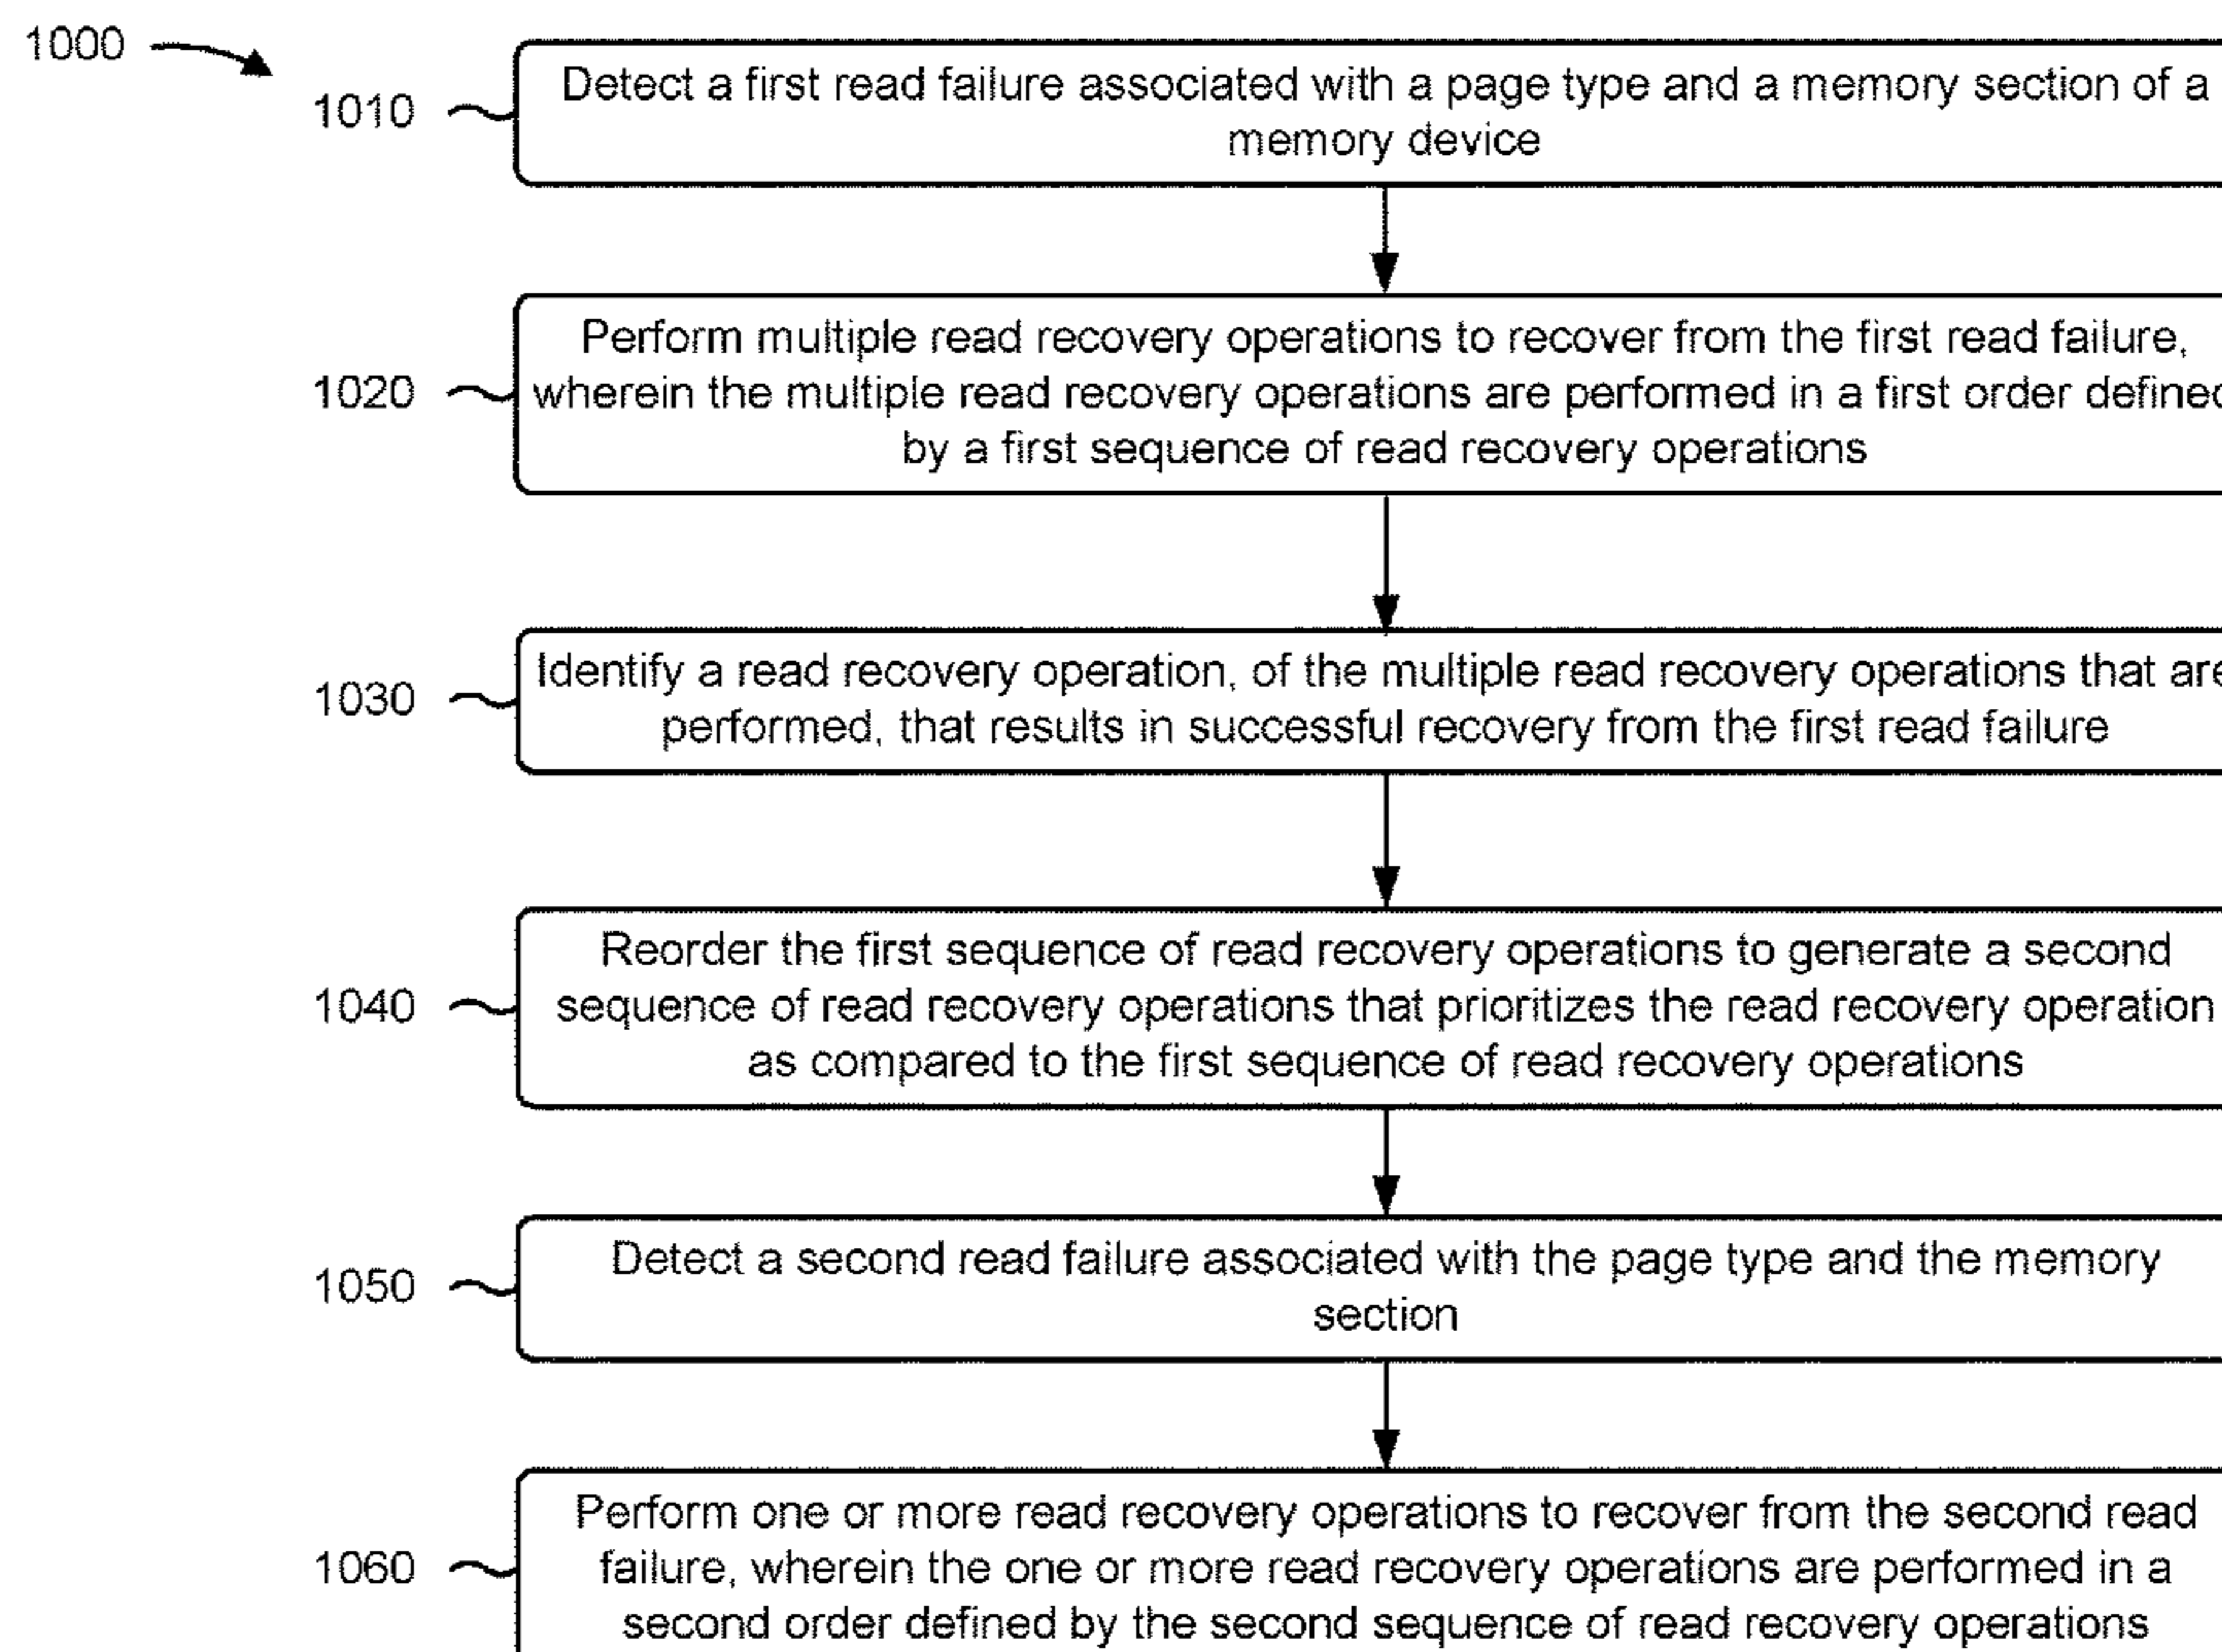 1000
1010
Detect a first read failure associated with a page type and a memory section of a
memory device
1020
Perform multiple read recovery operations to recover from the first read failure,
wherein the multiple read recovery operations are performed in a first order defined
by a first sequence of read recovery operations
1030
Identify a read recovery operation, of the multiple read recovery operations that are
performed, that results in successful recovery from the first read failure
1040
Reorder the first sequence of read recovery operations to generate a second
sequence of read recovery operations that prioritizes the read recovery operation
as compared to the first sequence of read recovery operations
1050
Detect a second read failure associated with the page type and the memory
section
1060
Perform one or more read recovery operations to recover from the second read
failure, wherein the one or more read recovery operations are performed in a
second order defined by the second sequence of read recovery operations